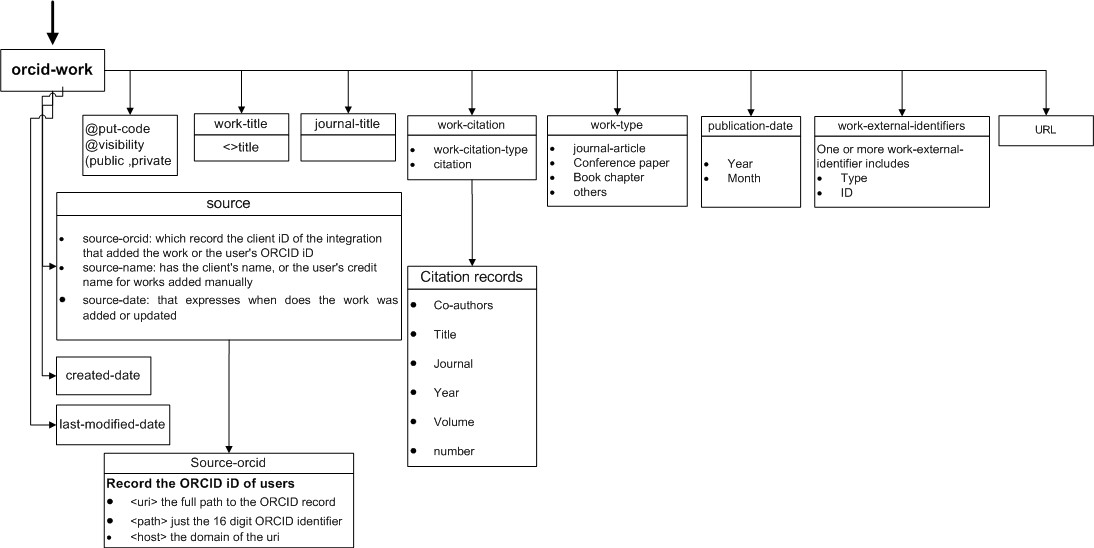 orcid-work
@put-code
@visibility
(public ,private
work-title
<>title
journal-title
work-citation
• work-citation-type
• citation
work-type
• journal-article
• Conference paper
• Book chapter
• others
publication-date
• Year
• Month
work-external-identifiers
One or more work-external-
identifier includes
• Type
• ID
URL
source
• source-orcid: which record the client iD of the integration
that added the work or the user's ORCID iD
• source-name: has the client's name, or the user's credit
name for works added manually
• source-date: that expresses when does the work was
added or updated
Citation records
• Co-authors
• Title
• Journal
• Year
• Volume
• number
created-date
last-modified-date
Source-orcid
Record the ORCID iD of users
• <uri> the full path to the ORCID record
• <path> just the 16 digit ORCID identifier
• <host> the domain of the uri